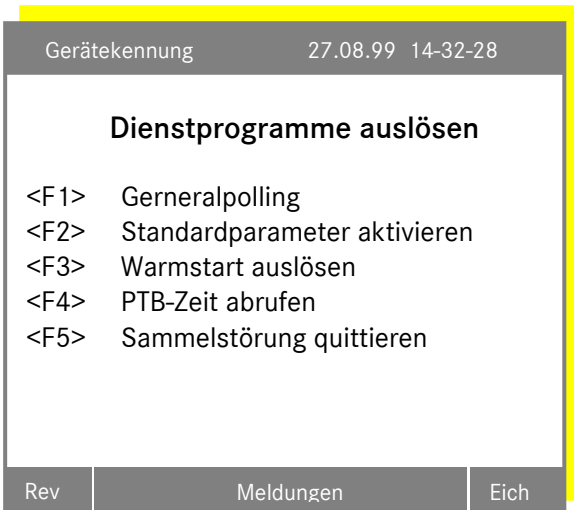 Gerätekennung 27.08.99 14-32-28
Dienstprogramme auslösen
<F1> Gerneralpolling
<F2> Standardparameter aktivieren
<F3> Warmstart auslösen
<F4> PTB-Zeit abrufen
<F5> Sammelstörung quittieren
Rev Meldungen Eich